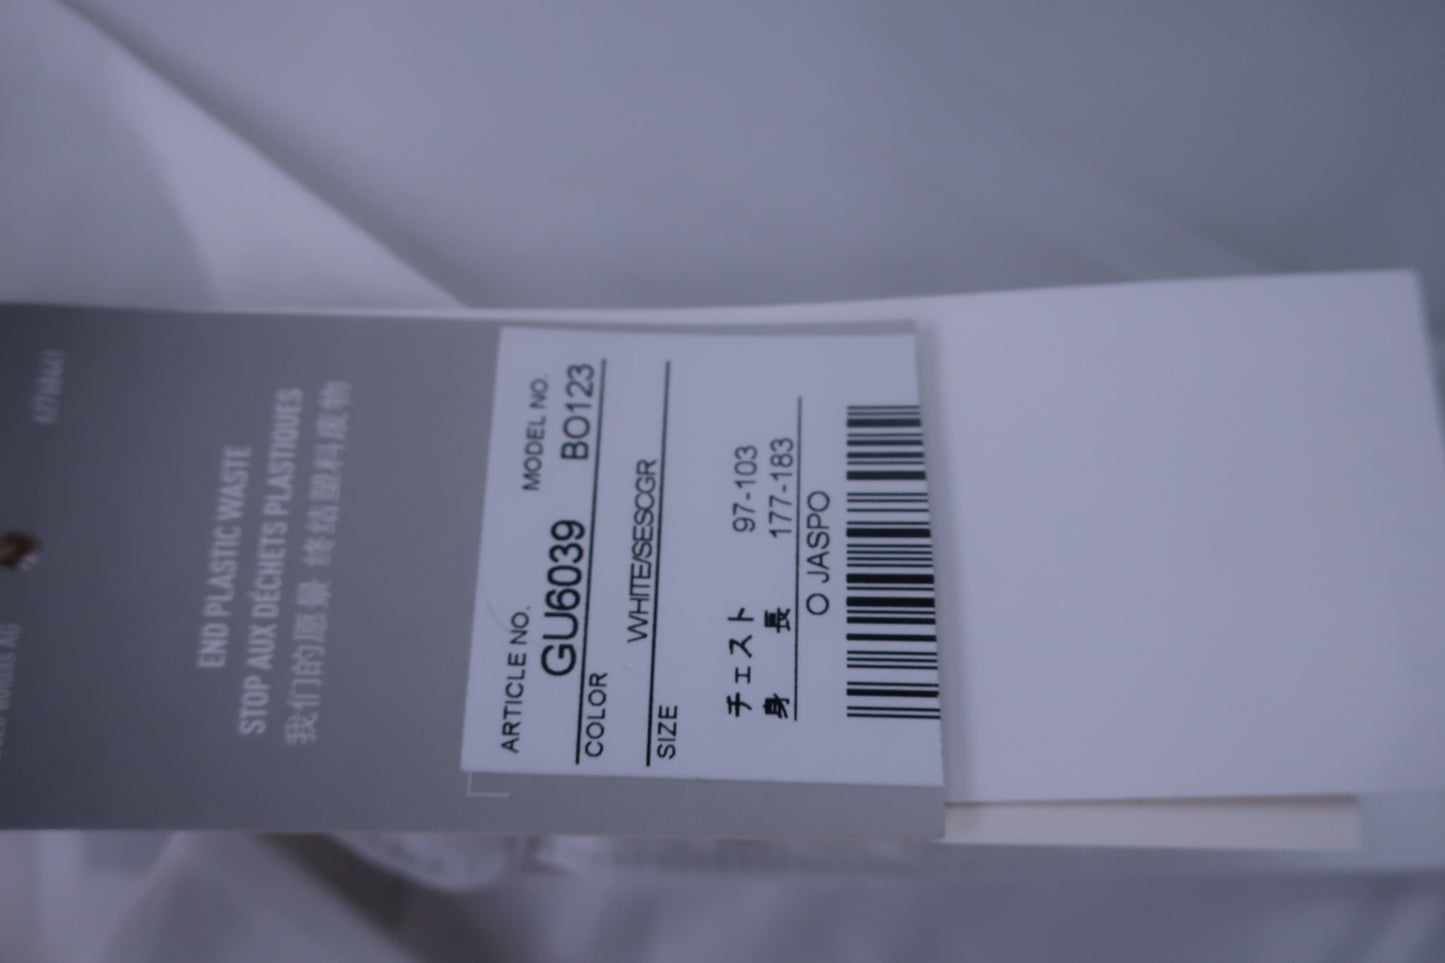 END PLASTIC WASTE
STOP AUX DÉCHETS PLASTIQUES
我们的愿景 终结塑料废物
ARTICLE NO. MODEL NO.
GU6039 BO123
COLOR
WHITE/SESOGR
SIZE
チェスト 97-103
身 長 177-183
O JASPO